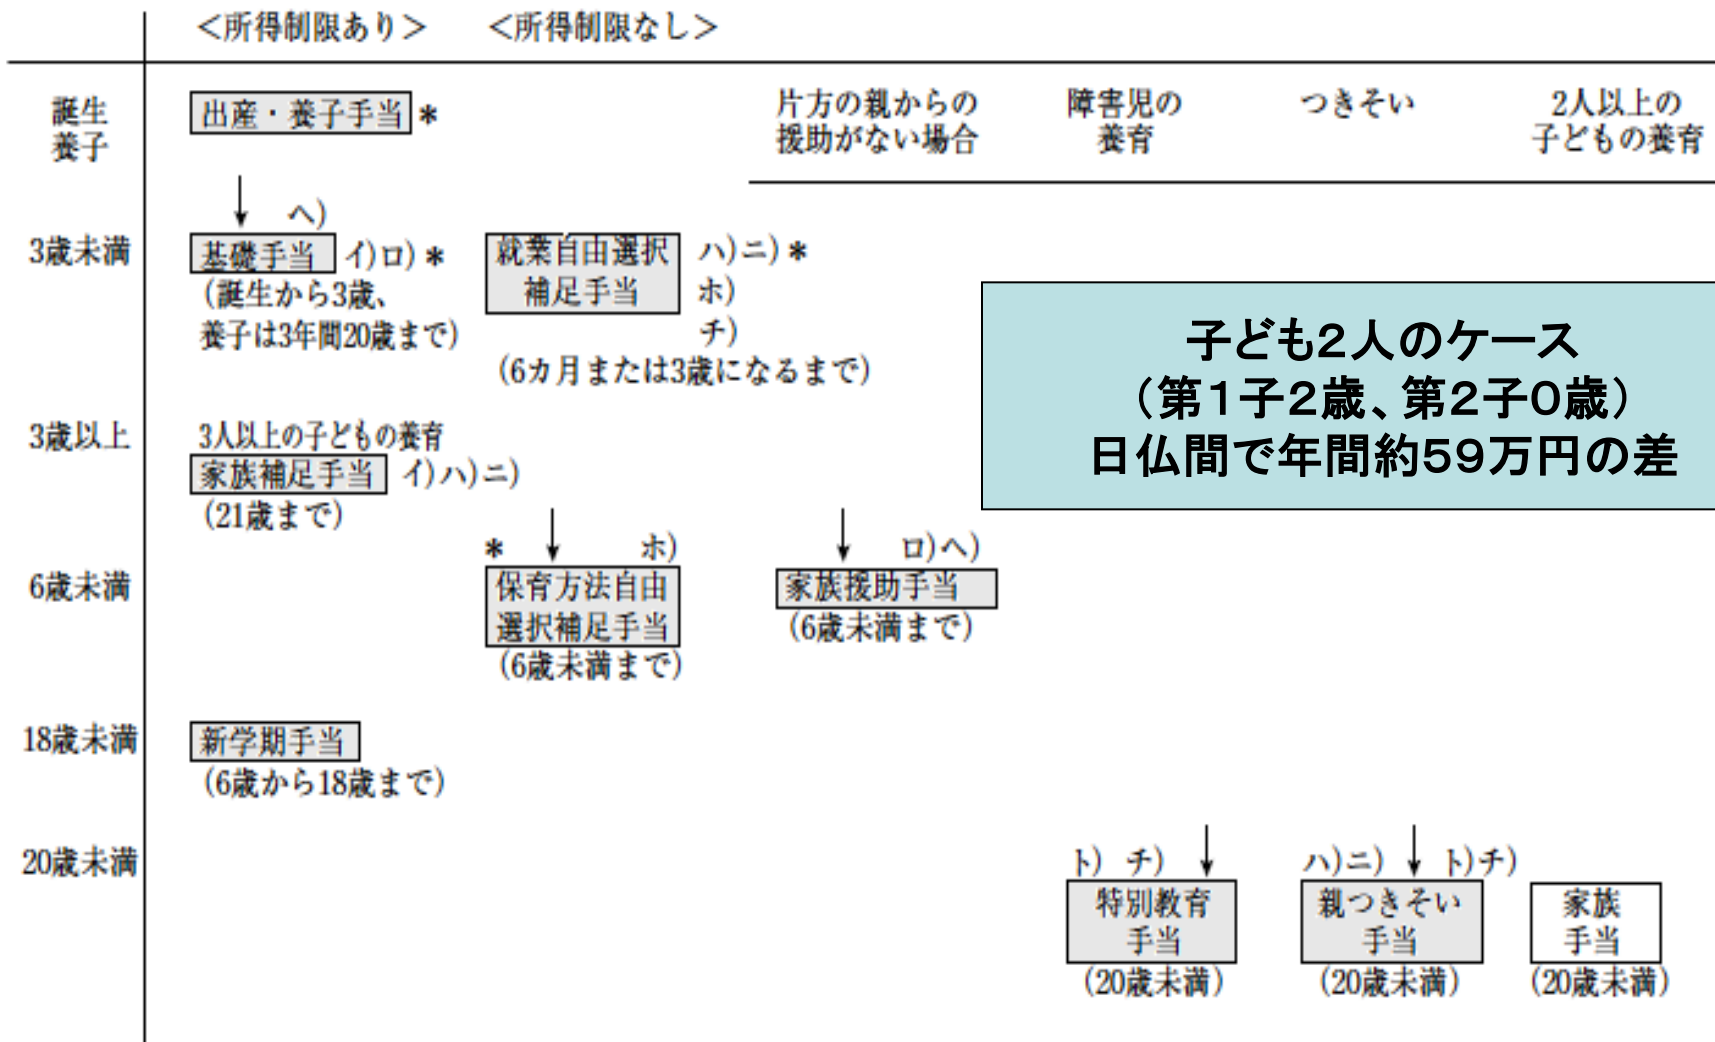 ＜所得制限あり＞　＜所得制限なし＞
誕生
養子
出産・養子手当 *
片方の親からの
援助がない場合
障害児の
養育
つきそい
2人以上の
子どもの養育
ヘ)
3歳未満
基礎手当 イ)ロ) *
(誕生から3歳、
養子は3年間20歳まで)
就業自由選択
補足手当
ハ)ニ) *
ホ)
チ)
(6カ月または3歳になるまで)
子ども２人のケース
（第１子２歳、第２子０歳）
日仏間で年間約５９万円の差
3歳以上
3人以上の子どもの養育
家族補足手当 イ)ハ)ニ)
(21歳まで)
* ホ)
ロ)ヘ)
6歳未満
保育方法自由
選択補足手当
(6歳未満まで)
家族援助手当
(6歳未満まで)
18歳未満
新学期手当
(6歳から18歳まで)
20歳未満
ト) チ)
特別教育
手当
(20歳未満)
ハ)ニ) ト)チ)
親つきそい
手当
(20歳未満)
家族
手当
(20歳未満)